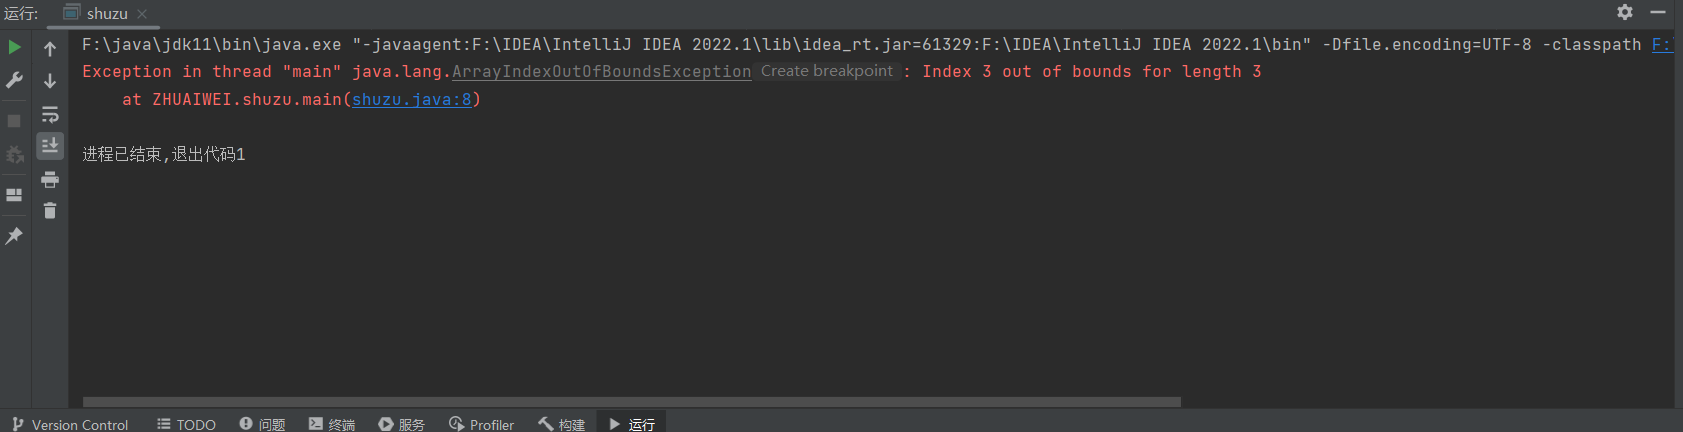 运行: shuzu
F:\java\jdk11\bin\java.exe "-javaagent:F:\IDEA\IntelliJ IDEA 2022.1\lib\idea_rt.jar=61329:F:\IDEA\IntelliJ IDEA 2022.1\bin" -Dfile.encoding=UTF-8 -classpath F:
Exception in thread "main" java.lang.ArrayIndexOutOfBoundsException Create breakpoint : Index 3 out of bounds for length 3
at ZHUAIWEI.shuzu.main(shuzu.java:8)
进程已结束,退出代码1
Version Control TODO 问题 终端 服务 Profiler 构建 运行